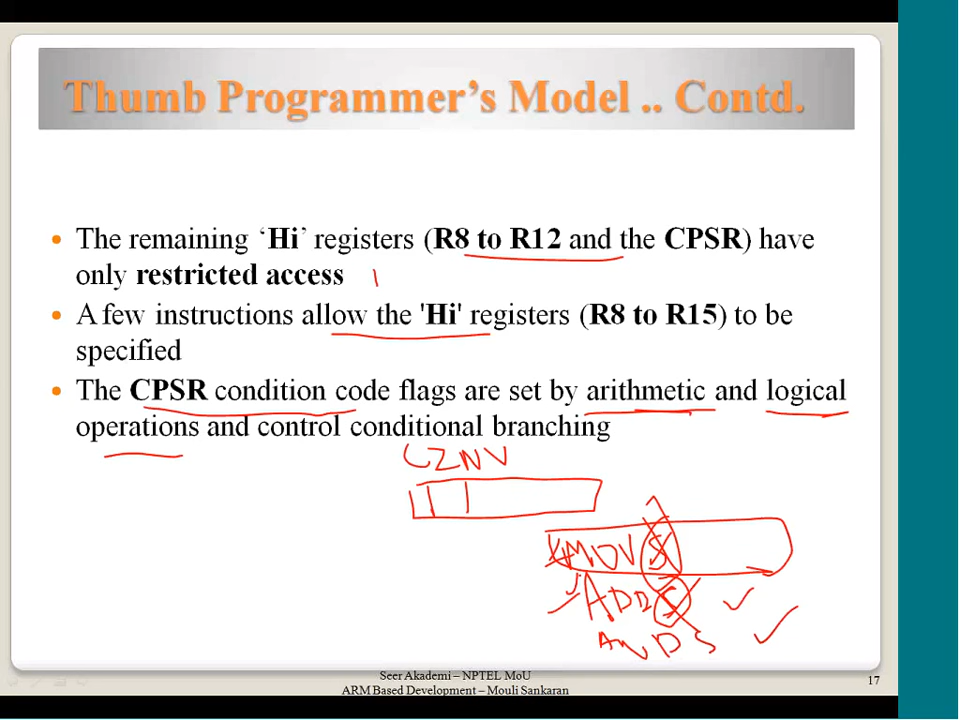 Thumb Programmer's Model .. Contd.
• The remaining ‘Hi’ registers (R8 to R12 and the CPSR) have
only restricted access
• A few instructions allow the 'Hi' registers (R8 to R15) to be
specified
• The CPSR condition code flags are set by arithmetic and logical
operations and control conditional branching
CZNV
MOVS
ADDS
ANDS
Seer Akademi – NPTEL MoU
ARM Based Development – Mouli Sankaran
17